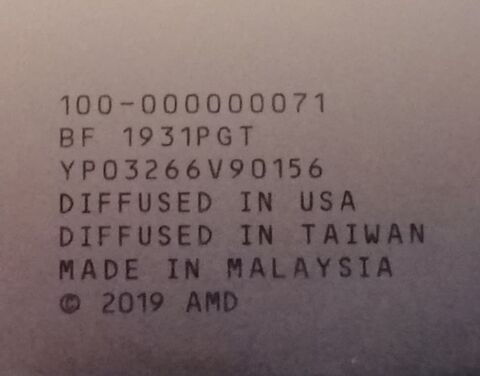 100-000000071
BF 1931PGT
YP03266V90156
DIFFUSED IN USA
DIFFUSED IN TAIWAN
MADE IN MALAYSIA
© 2019 AMD